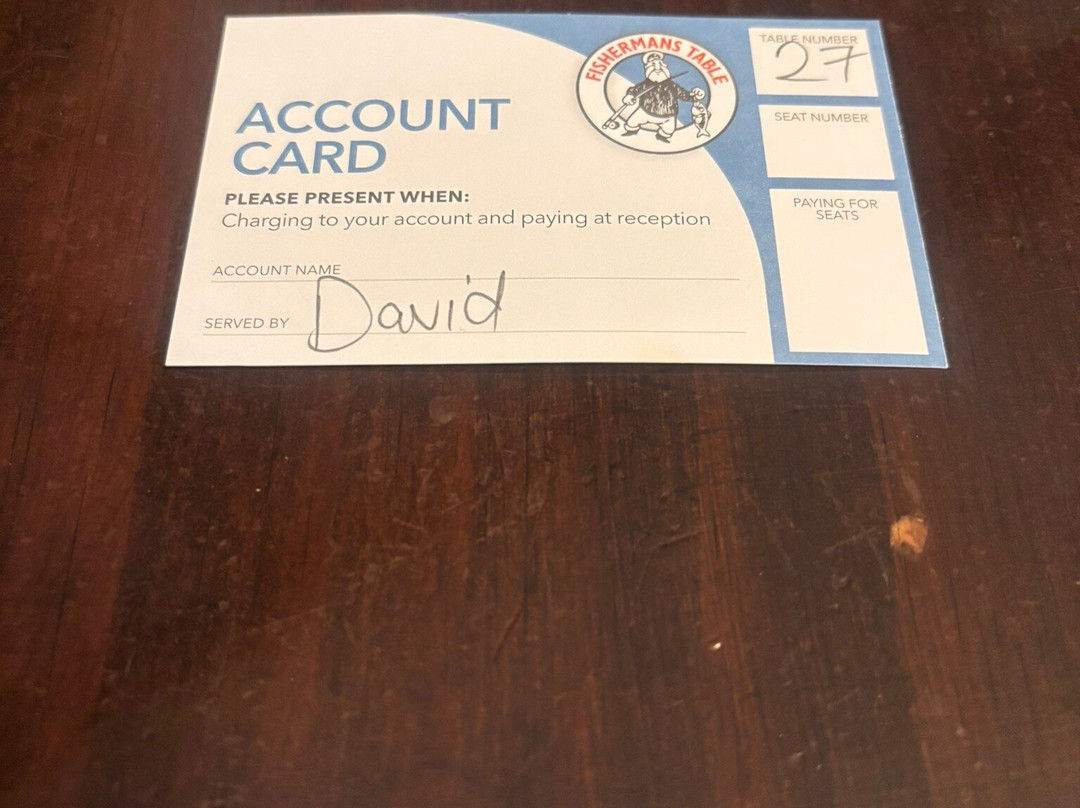 FISHERMANS TABLE
ACCOUNT
CARD
PLEASE PRESENT WHEN:
Charging to your account and paying at reception
ACCOUNT NAME
SERVED BY David
TABLE NUMBER
27
SEAT NUMBER
PAYING FOR
SEATS